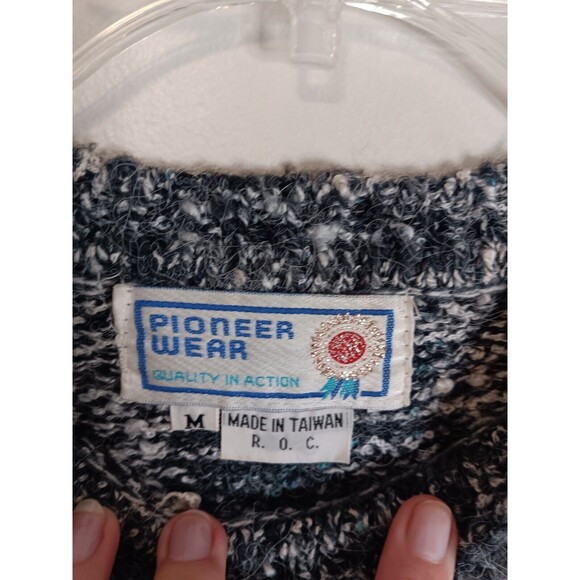 PIONEER
WEAR
QUALITY IN ACTION
M
MADE IN TAIWAN
R. O. C.